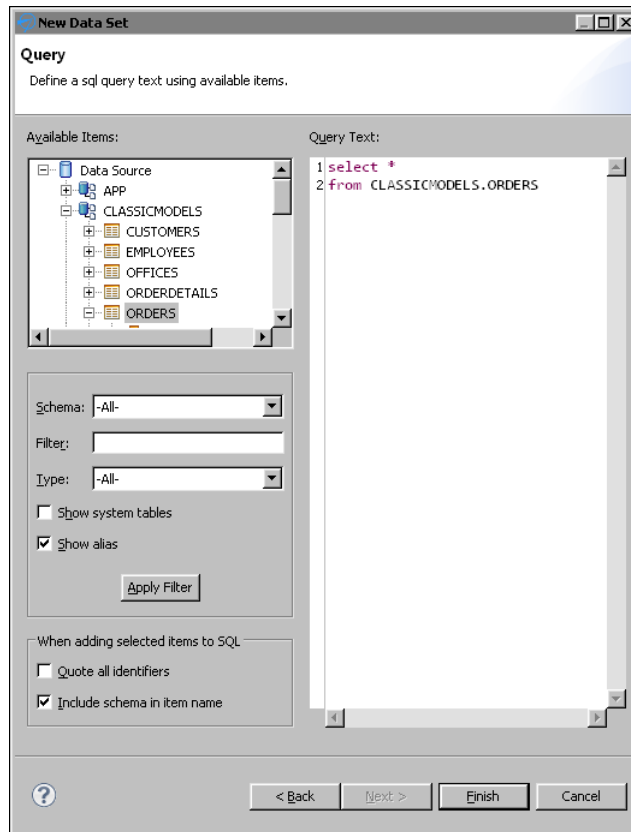 New Data Set
Query
Define a sql query text using available items.
Available Items:
Data Source
APP
CLASSICMODELS
CUSTOMERS
EMPLOYEES
OFFICES
ORDERDETAILS
ORDERS
Schema: -All-
Filter:
Type: -All-
Show system tables
Show alias
Apply Filter
When adding selected items to SQL
Quote all identifiers
Include schema in item name
Query Text:
1 select *
2 from CLASSICMODELS.ORDERS
?
< Back Next > Finish Cancel